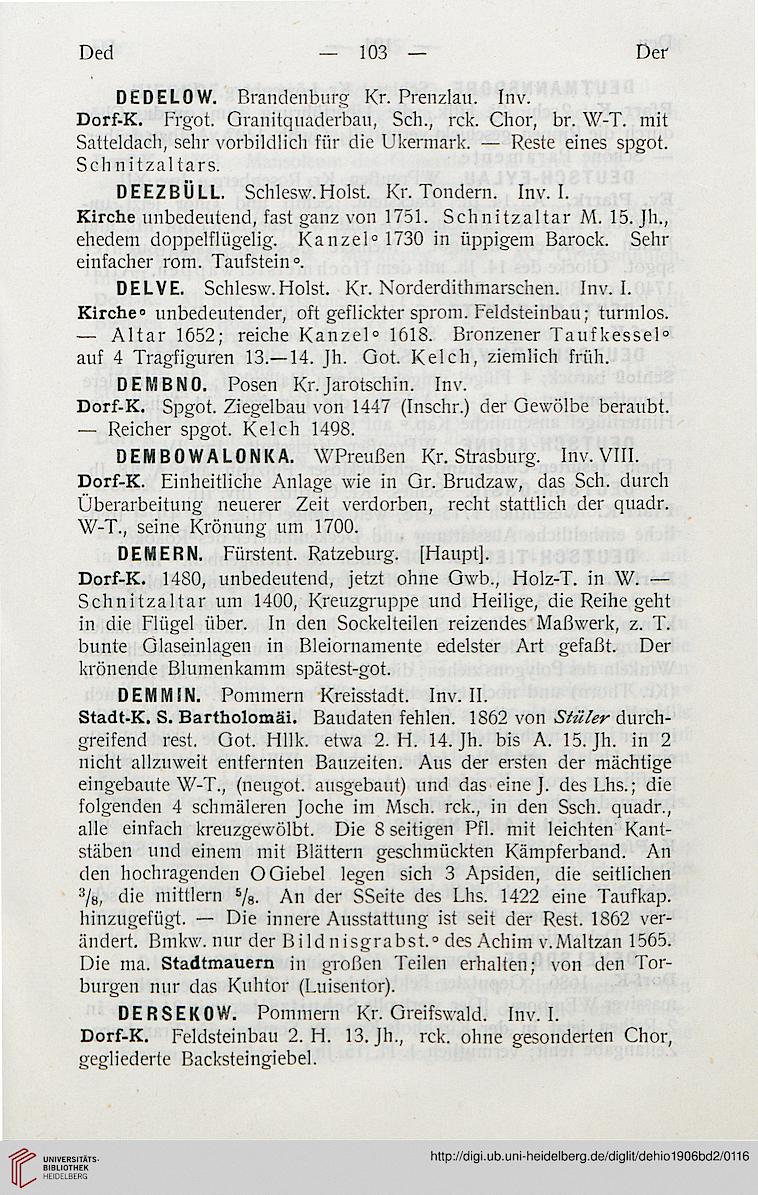 Ded — 103 — Der
DEDELOW. Brandenburg Kr. Prenzlau. Inv.
Dorf-K. Frgot. Granitquaderbau, Sch., rck. Chor, br. W-T. mit
Satteldach, sehr vorbildlich für die Ukermark. — Reste eines spgot.
Schnitzaltars.
DEEZBÜLL. Schlesw. Holst. Kr. Tondern. Inv. I.
Kirche unbedeutend, fast ganz von 1751. Schnitzaltar M. 15. Jh.,
ehedem doppelflügelig. Kanzel° 1730 in üppigem Barock. Sehr
einfacher rom. Taufstein°.
DELVE. Schlesw. Holst. Kr. Norderdithmarschen. Inv. I.
Kirche° unbedeutender, oft geflickter sprom. Feldsteinbau; turmlos.
— Altar 1652; reiche Kanzel° 1618. Bronzener Taufkessel°
auf 4 Tragfiguren 13.—14. Jh. Got. Kelch, ziemlich früh.
DEMBNO. Posen Kr. Jarotschin. Inv.
Dorf-K. Spgot. Ziegelbau von 1447 (Inschr.) der Gewölbe beraubt.
— Reicher spgot. Kelch 1498.
DEMBOWALONKA. WPreußen Kr. Strasburg. Inv. VIII.
Dorf-K. Einheitliche Anlage wie in Gr. Brudzaw, das Sch. durch
Überarbeitung neuerer Zeit verdorben, recht stattlich der quadr.
W-T., seine Krönung um 1700.
DEMERN. Fürstent. Ratzeburg. [Haupt].
Dorf-K. 1480, unbedeutend, jetzt ohne Gwb., Holz-T. in W. —
Schnitzaltar um 1400, Kreuzgruppe und Heilige, die Reihe geht
in die Flügel über. In den Sockelteilen reizendes Maßwerk, z. T.
bunte Glaseinlagen in Bleiornamente edelster Art gefaßt. Der
krönende Blumenkamm spätest-got.
DEMMIN. Pommern Kreisstadt. Inv. II.
Stadt-K. S. Bartholomäi. Baudaten fehlen. 1862 von Stüler durch-
greifend rest. Got. Hllk. etwa 2. H. 14. Jh. bis A. 15. Jh. in 2
nicht allzuweit entfernten Bauzeiten. Aus der ersten der mächtige
eingebaute W-T., (neugot. ausgebaut) und das eine J. des Lhs.; die
folgenden 4 schmäleren Joche im Msch. rck., in den Ssch. quadr.,
alle einfach kreuzgewölbt. Die 8 seitigen Pfl. mit leichten Kant-
stäben und einem mit Blättern geschmückten Kämpferband. An
den hochragenden OGiebel legen sich 3 Apsiden, die seitlichen
3/8, die mittlern 5/8. An der SSeite des Lhs. 1422 eine Taufkap.
hinzugefügt. — Die innere Ausstattung ist seit der Rest. 1862 ver-
ändert. Bmkw. nur der Bildnisgrabst.° des Achim v. Maltzan 1565.
Die ma. Stadtmauern in großen Teilen erhalten; von den Tor-
burgen nur das Kuhtor (Luisentor).
DERSEKOW. Pommern Kr. Greifswald. Inv. I.
Dorf-K. Feldsteinbau 2. H. 13. Jh., rck. ohne gesonderten Chor,
gegliederte Backsteingiebel.
UNIVERSITÄTS-
BIBLIOTHEK
HEIDELBERG
http://digi.ub.uni-heidelberg.de/diglit/dehio1906bd2/0116